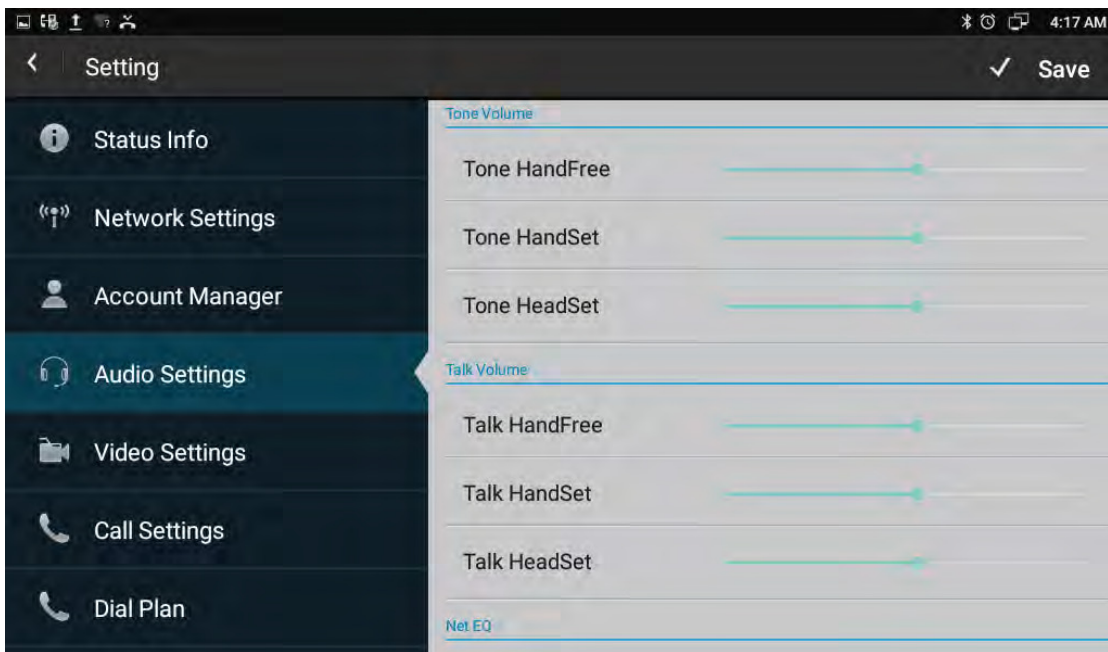 4:17 AM
Setting
Save
Status Info
Network Settings
Account Manager
Audio Settings
Video Settings
Call Settings
Dial Plan
Tone Volume
Tone HandFree
Tone HandSet
Tone HeadSet
Talk Volume
Talk HandFree
Talk HandSet
Talk HeadSet
Net EQ